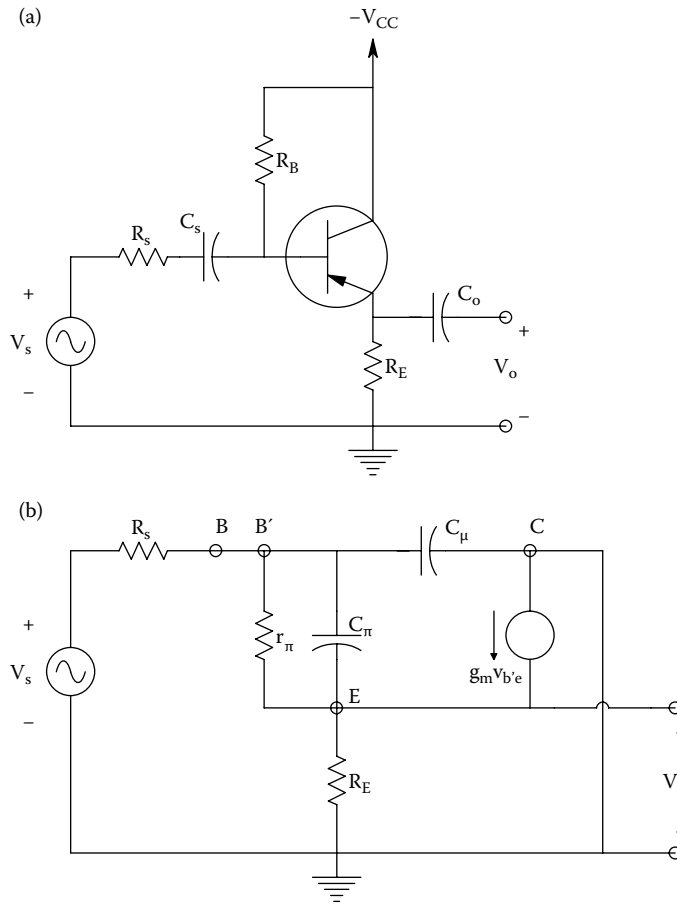 (a)
−V_CC
R_B
R_s
C_s
+
V_s
−
C_o
+
R_E
V_o
−
(b)
R_s
B
B′
C_μ
C
+
V_s
−
r_π
C_π
g_m v_b′e
E
R_E
V